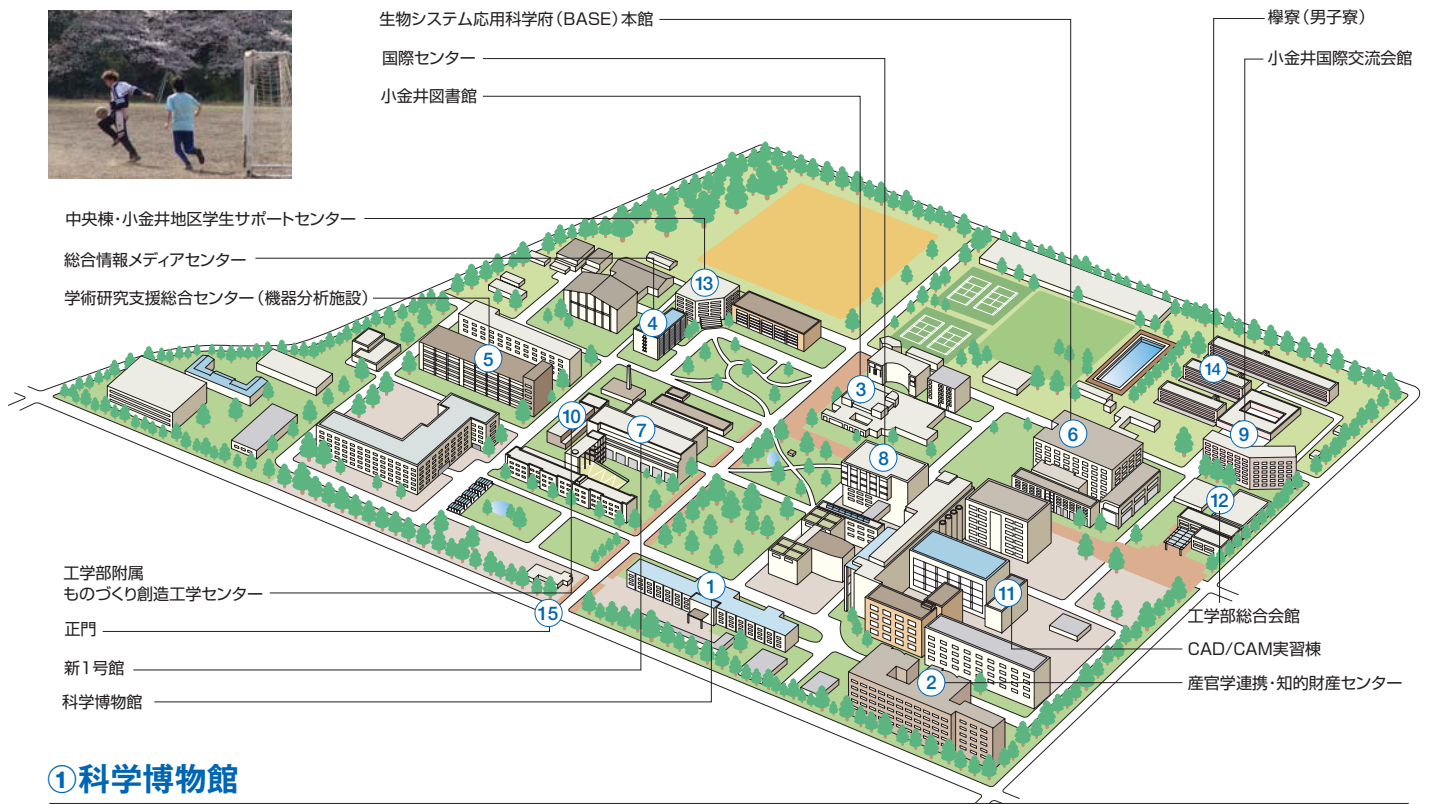 生物システム応用科学府(BASE)本館
国際センター
小金井図書館
欅寮(男子寮)
小金井国際交流会館
中央棟・小金井地区学生サポートセンター
総合情報メディアセンター
学術研究支援総合センター(機器分析施設)
13
4
5
3
14
10
7
6
9
8
12
1
11
15
2
工学部附属
ものづくり創造工学センター
正門
新1号館
科学博物館
工学部総合会館
CAD/CAM実習棟
産官学連携・知的財産センター
①科学博物館